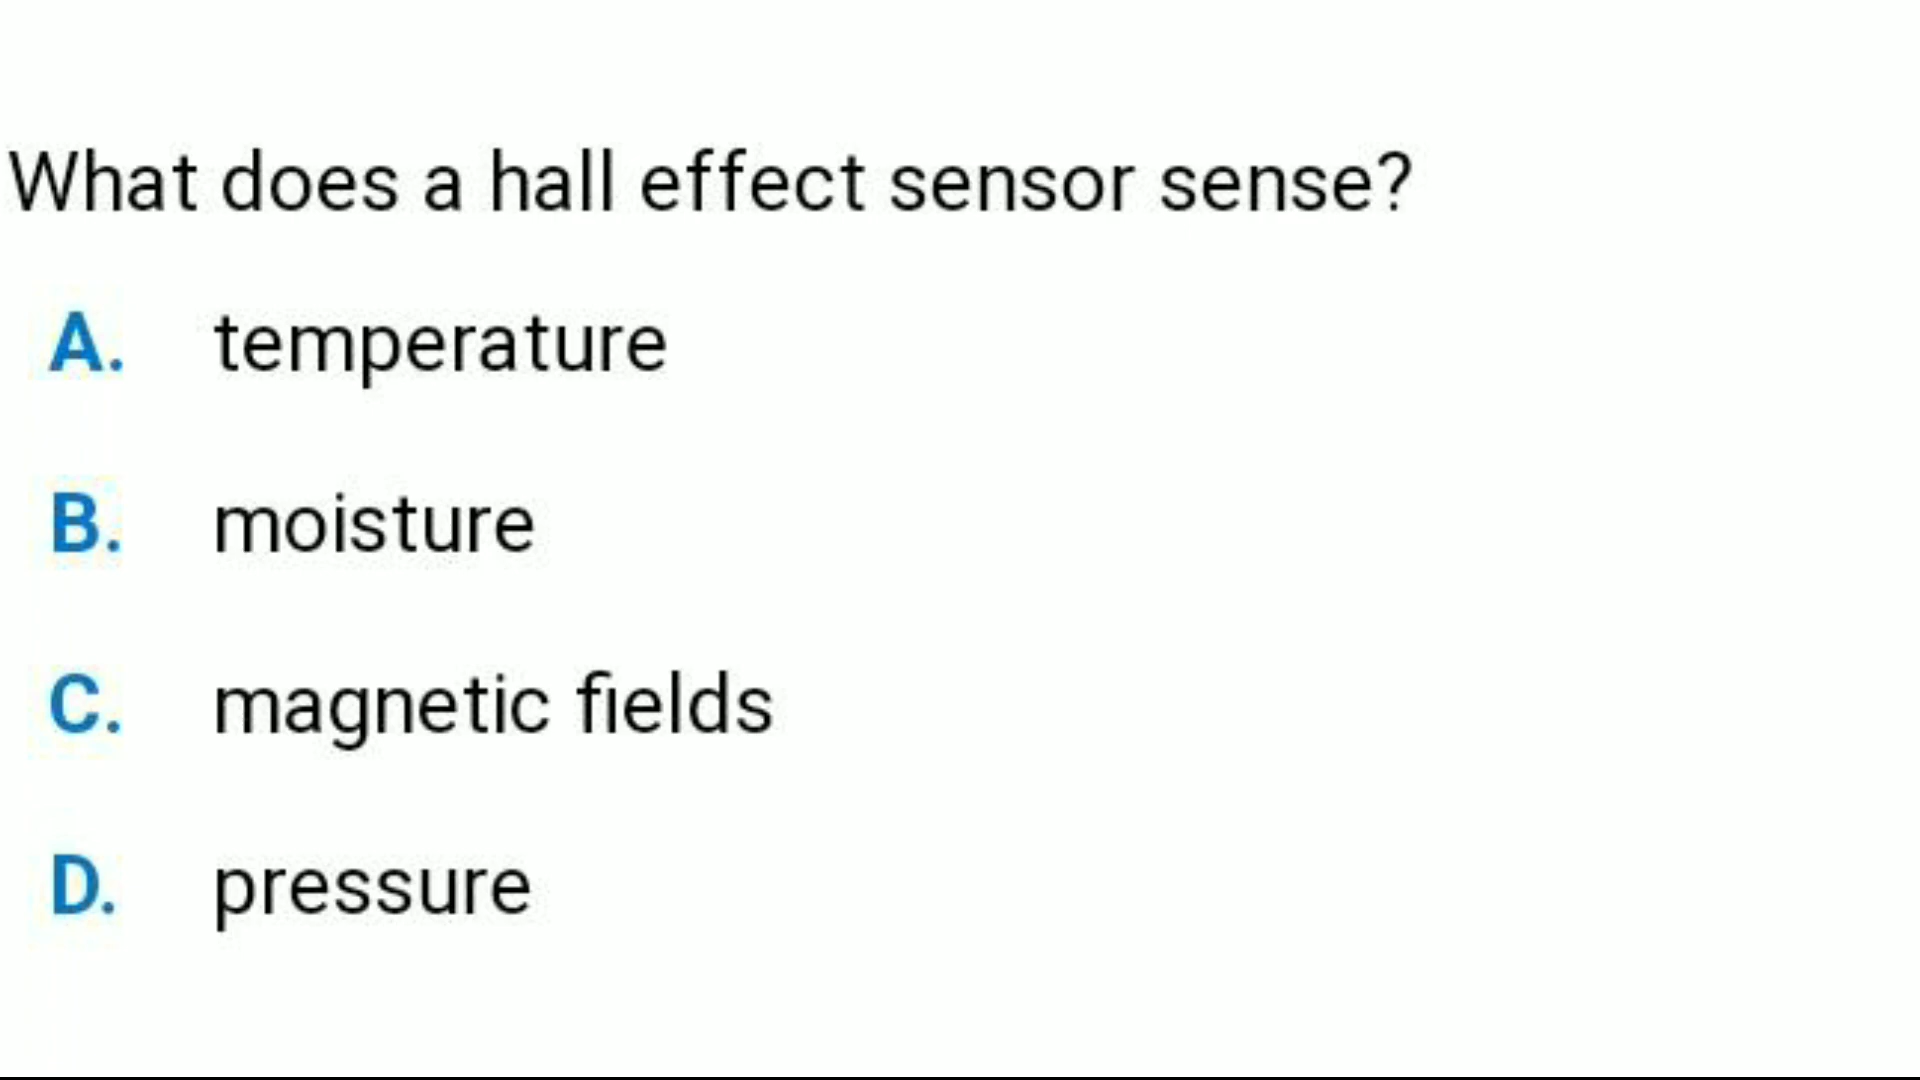 What does a hall effect sensor sense?
A. temperature
B. moisture
C. magnetic fields
D. pressure